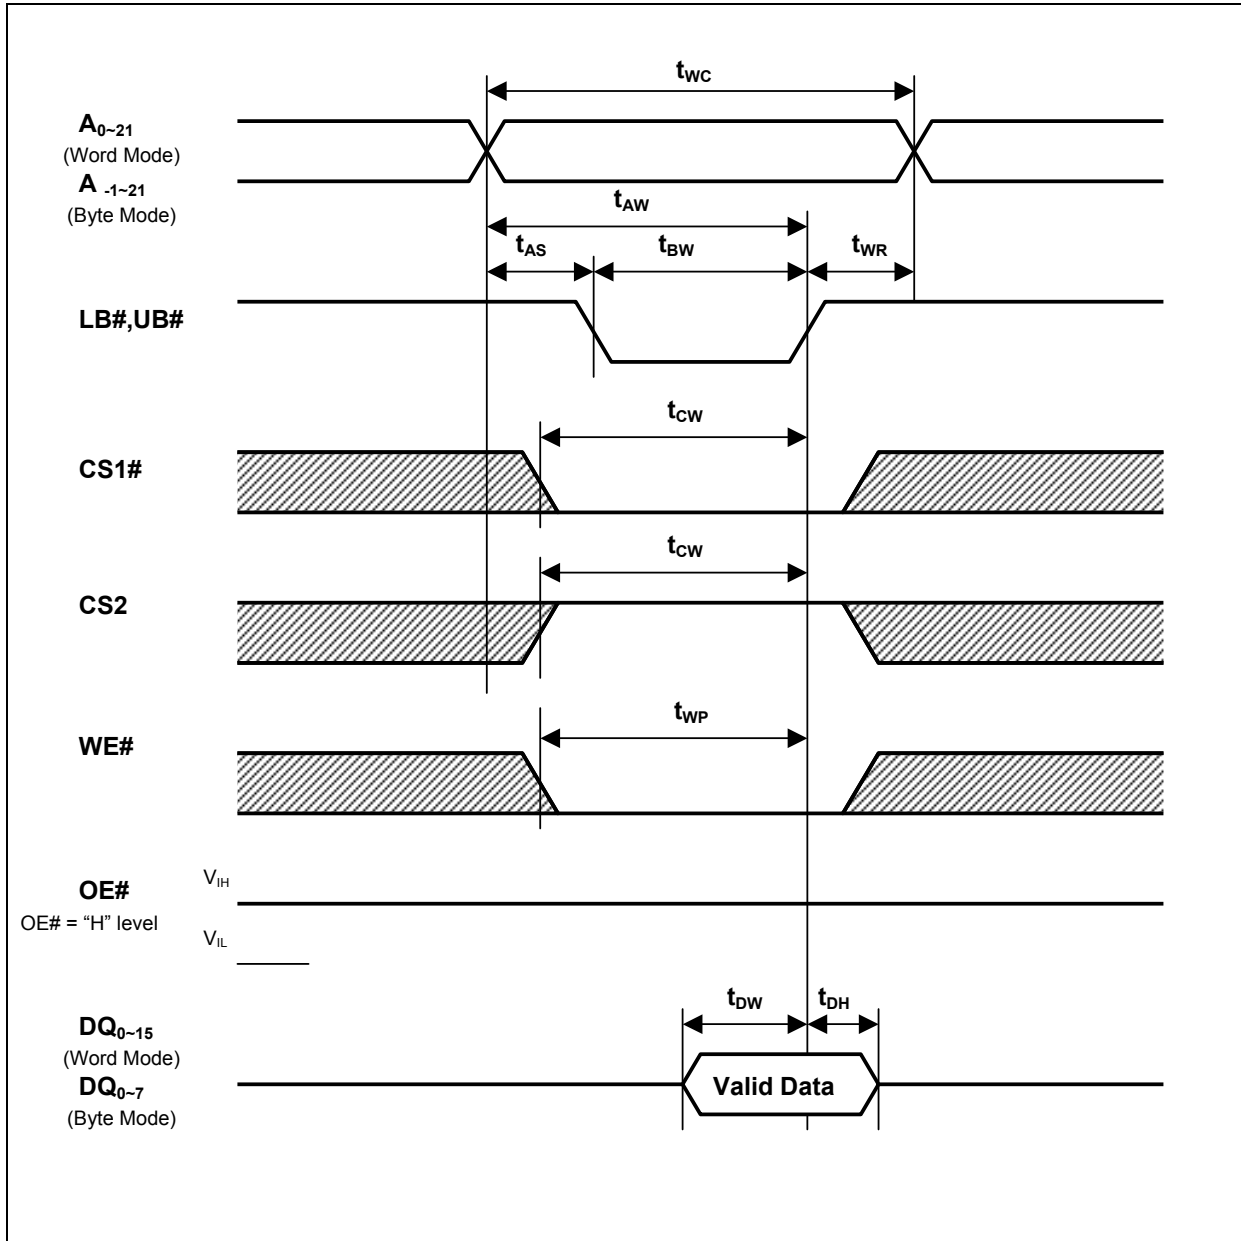 tWC
A0~21
(Word Mode)
A -1~21
(Byte Mode)
tAW
tAS
tBW
tWR
LB#,UB#
tCW
CS1#
tCW
CS2
tWP
WE#
VIH
OE#
OE# = “H” level
VIL
tDW
tDH
DQ0~15
(Word Mode)
DQ0~7
(Byte Mode)
Valid Data